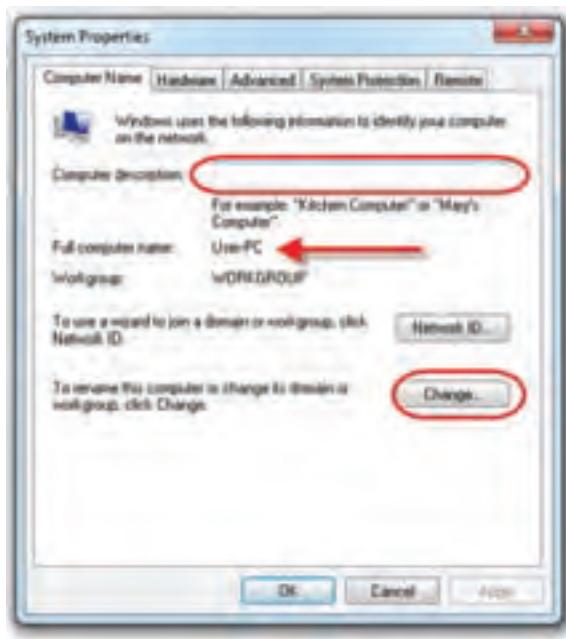 System Properties
Computer Name Hardware Advanced System Protection Remote
Windows uses the following information to identify your computer
on the network.
Computer description:
For example: "Kitchen Computer" or "Mary's
Computer"
Full computer name: User-PC
Workgroup: WORKGROUP
To use a wizard to join a domain or workgroup, click
Network ID.
Network ID...
To rename this computer or change its domain or
workgroup, click Change.
Change...
OK Cancel Apply